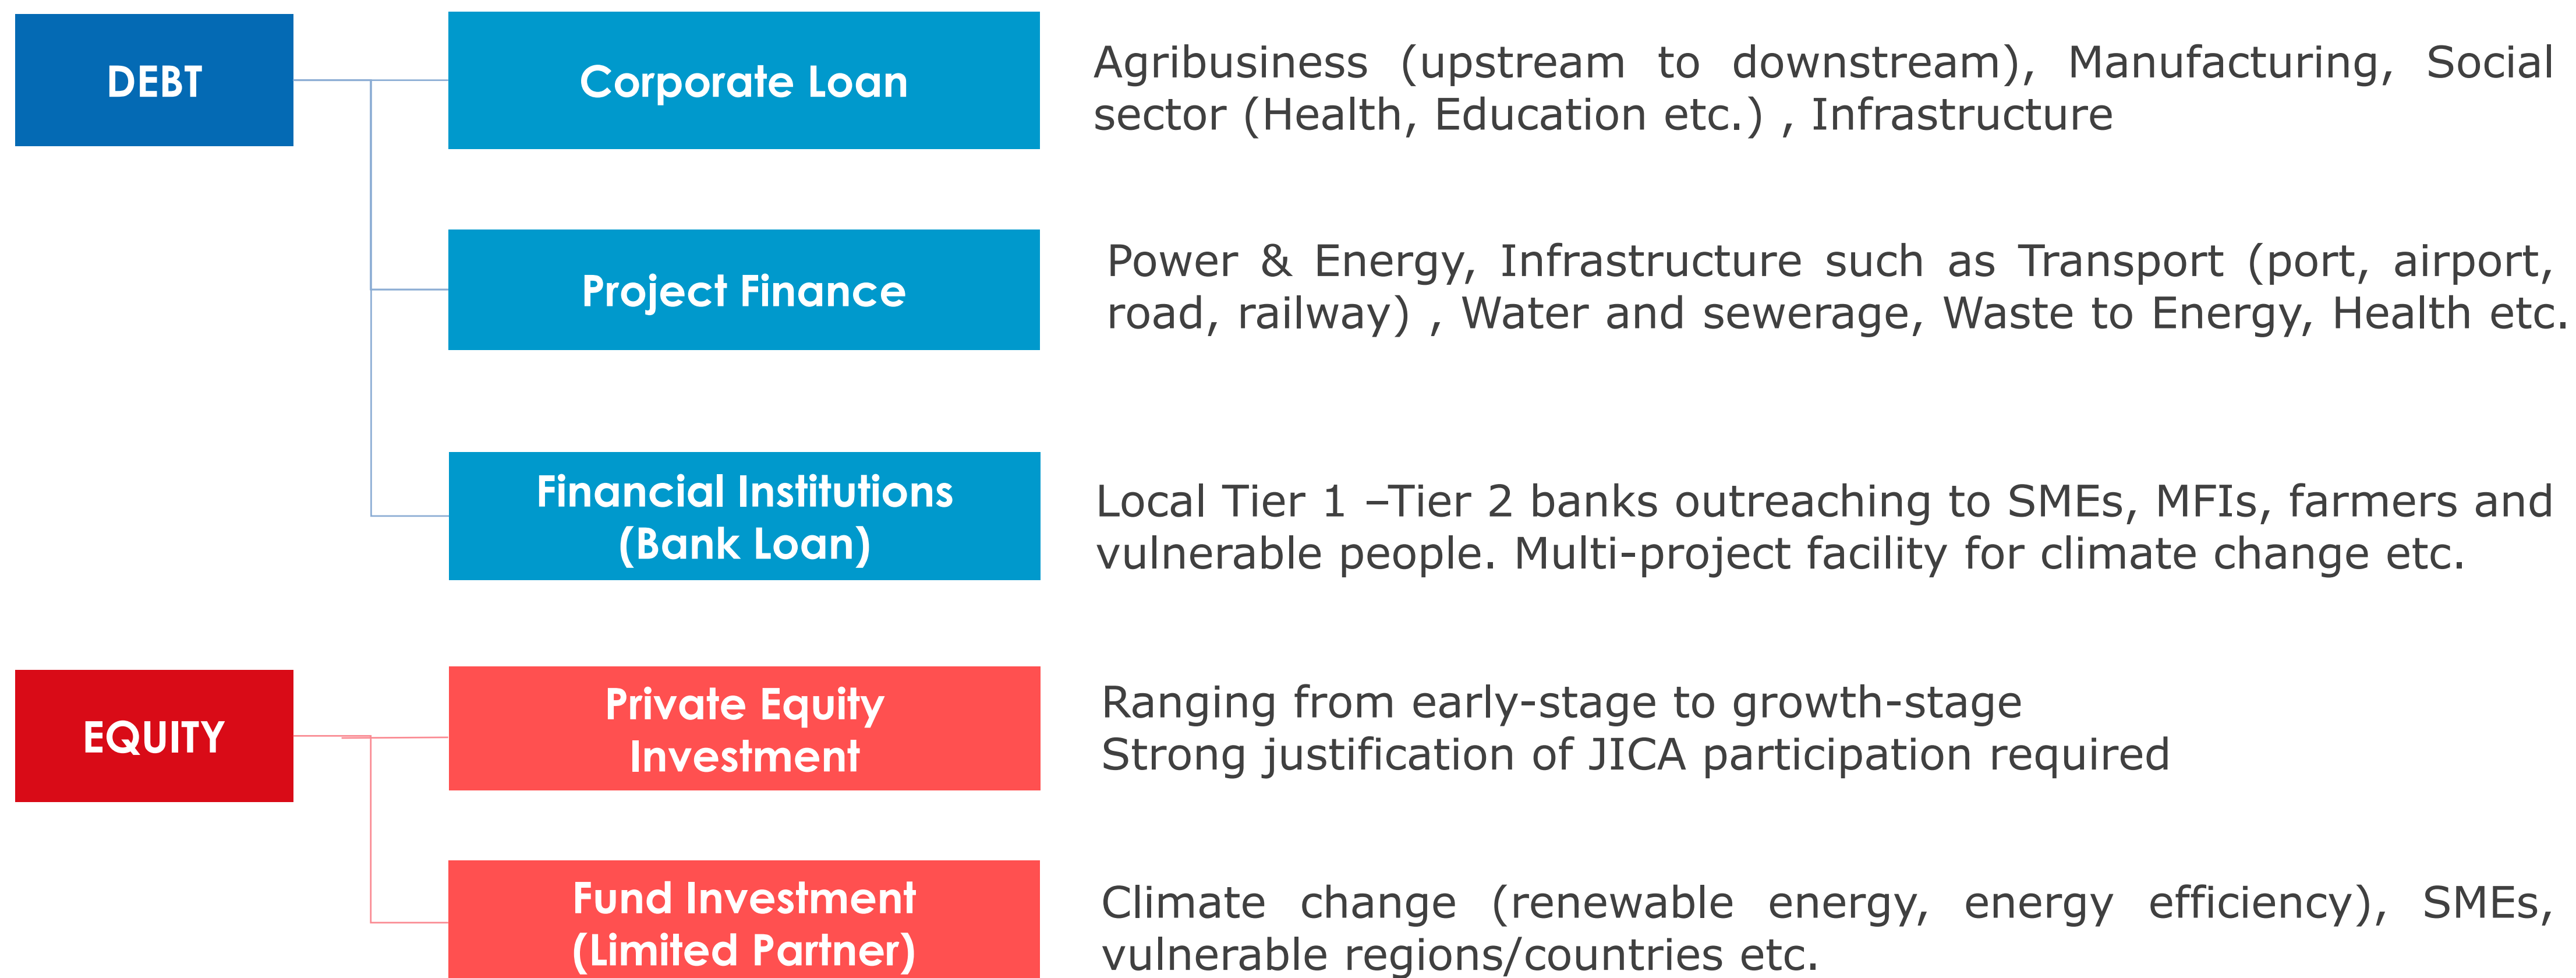 DEBT
Corporate Loan
Agribusiness (upstream to downstream), Manufacturing, Social
sector (Health, Education etc.) , Infrastructure
Project Finance
Power & Energy, Infrastructure such as Transport (port, airport,
road, railway) , Water and sewerage, Waste to Energy, Health etc.
Financial Institutions
(Bank Loan)
Local Tier 1 –Tier 2 banks outreaching to SMEs, MFIs, farmers and
vulnerable people. Multi-project facility for climate change etc.
EQUITY
Private Equity
Investment
Ranging from early-stage to growth-stage
Strong justification of JICA participation required
Fund Investment
(Limited Partner)
Climate change (renewable energy, energy efficiency), SMEs,
vulnerable regions/countries etc.